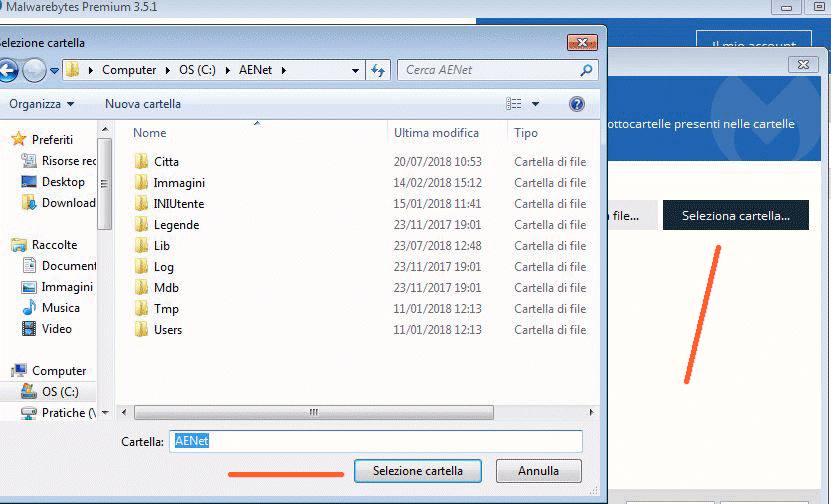 Malwarebytes Premium 3.5.1
Selezione cartella
Il mio account
Computer OS (C:) AENet
Cerca AENet
Organizza Nuova cartella
ottocartelle presenti nelle cartelle
Preferiti
Risorse rec
Desktop
Download
Raccolte
Document
Immagini
Musica
Video
Computer
OS (C:)
Pratiche (\
Nome Ultima modifica Tipo
Citta 20/07/2018 10:53 Cartella di file
Immagini 14/02/2018 15:12 Cartella di file
INIUtente 15/01/2018 11:41 Cartella di file
Legende 23/11/2017 19:01 Cartella di file
Lib 23/07/2018 12:48 Cartella di file
Log 23/11/2017 19:01 Cartella di file
Mdb 23/11/2017 19:01 Cartella di file
Tmp 11/01/2018 12:13 Cartella di file
Users 11/01/2018 12:13 Cartella di file
file...
Seleziona cartella...
Cartella: AENet
Selezione cartella
Annulla